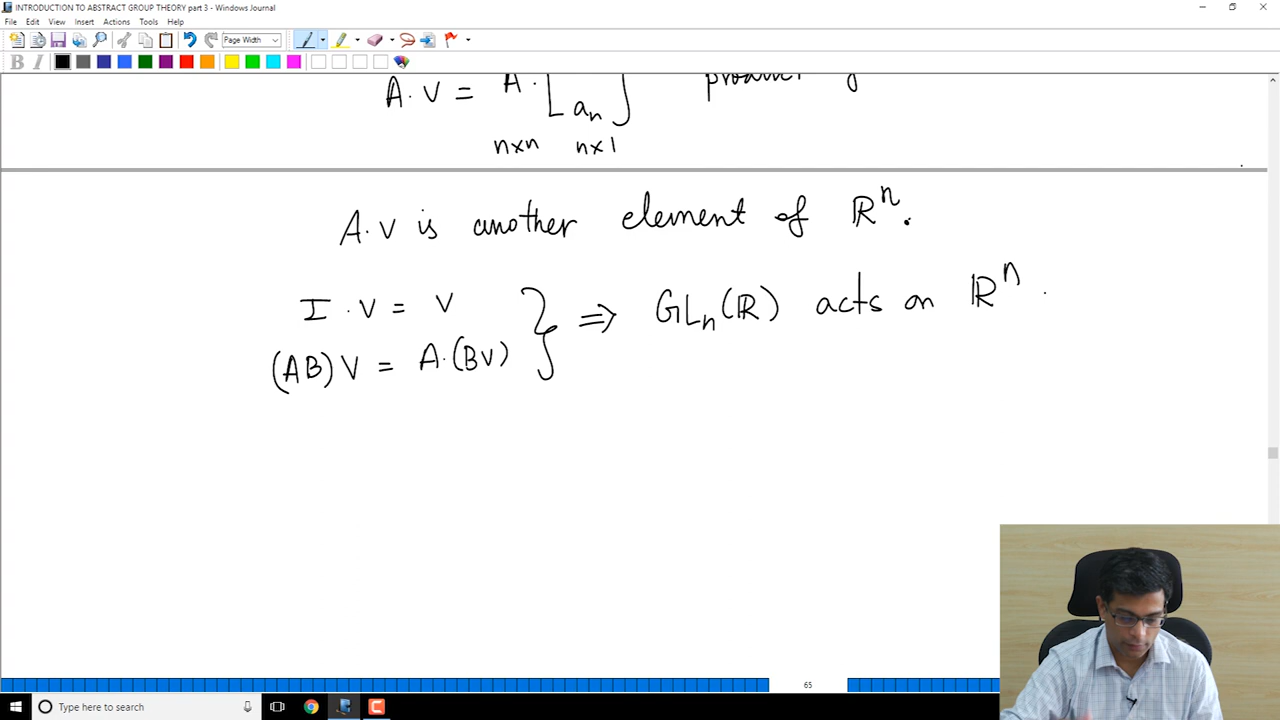 INTRODUCTION TO ABSTRACT GROUP THEORY part 3 - Windows Journal
File Edit View Insert Actions Tools Help
Page Width
B I
A . v = A . [ an ] product
n×n n×1
A . v is another element of ℝⁿ.
I . v = v } ⇒ GLn(ℝ) acts on ℝⁿ.
(AB) v = A . (Bv)
65
Type here to search